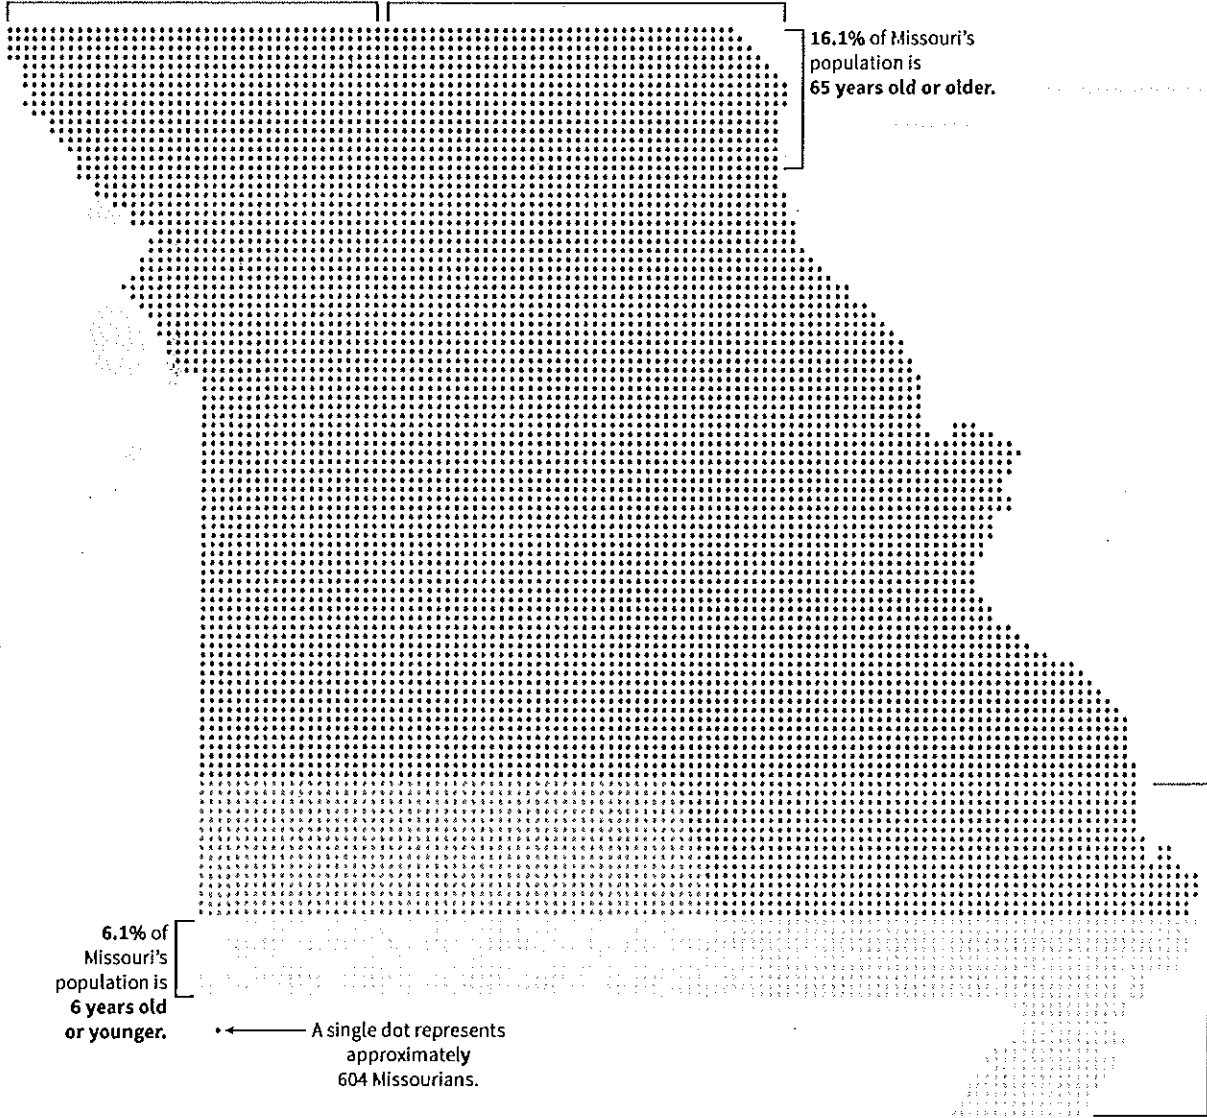 16.1% of Missouri's
population is
65 years old or older.
6.1% of
Missouri's
population is
6 years old
or younger.
A single dot represents
approximately
604 Missourians.